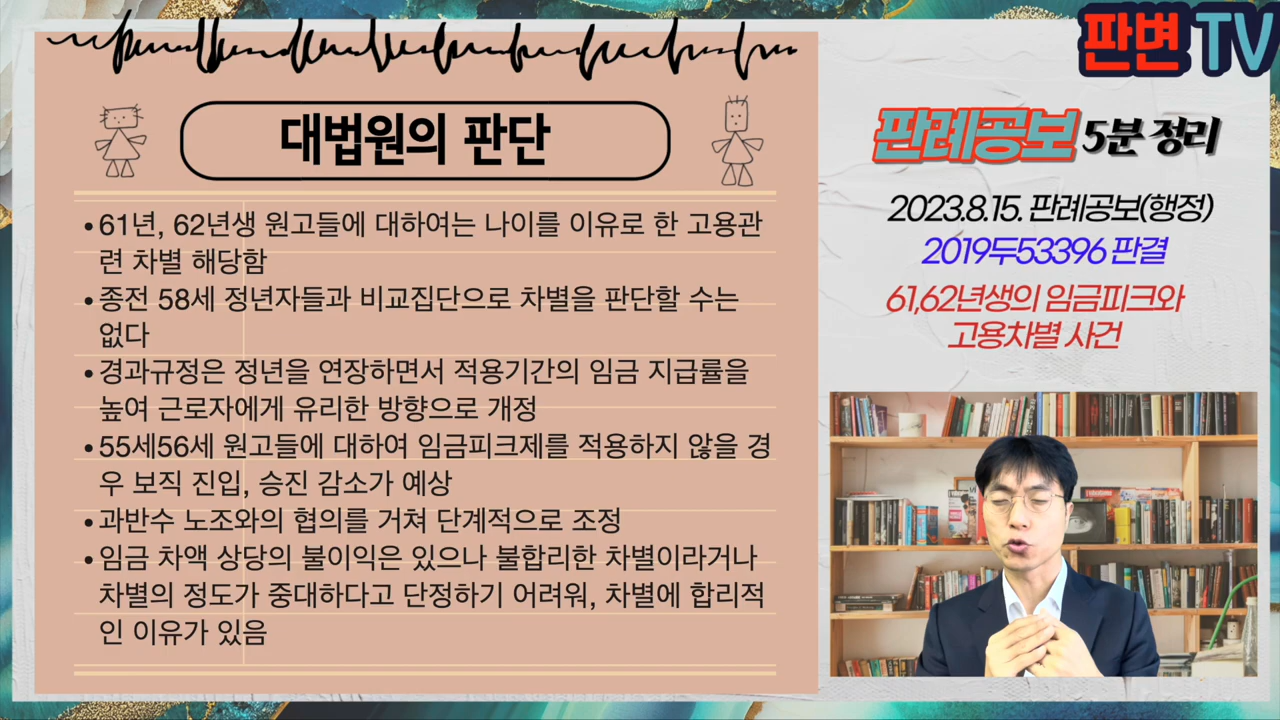 판변 TV
대법원의 판단
• 61년, 62년생 원고들에 대하여는 나이를 이유로 한 고용관
련 차별 해당함
• 종전 58세 정년자들과 비교집단으로 차별을 판단할 수는
없다
• 경과규정은 정년을 연장하면서 적용기간의 임금 지급률을
높여 근로자에게 유리한 방향으로 개정
• 55세56세 원고들에 대하여 임금피크제를 적용하지 않을 경
우 보직 진입, 승진 감소가 예상
• 과반수 노조와의 협의를 거쳐 단계적으로 조정
• 임금 차액 상당의 불이익은 있으나 불합리한 차별이라거나
차별의 정도가 중대하다고 단정하기 어려워, 차별에 합리적
인 이유가 있음
판례공보 5분 정리
2023.8.15. 판례공보(행정)
2019두53396 판결
61,62년생의 임금피크와
고용차별 사건